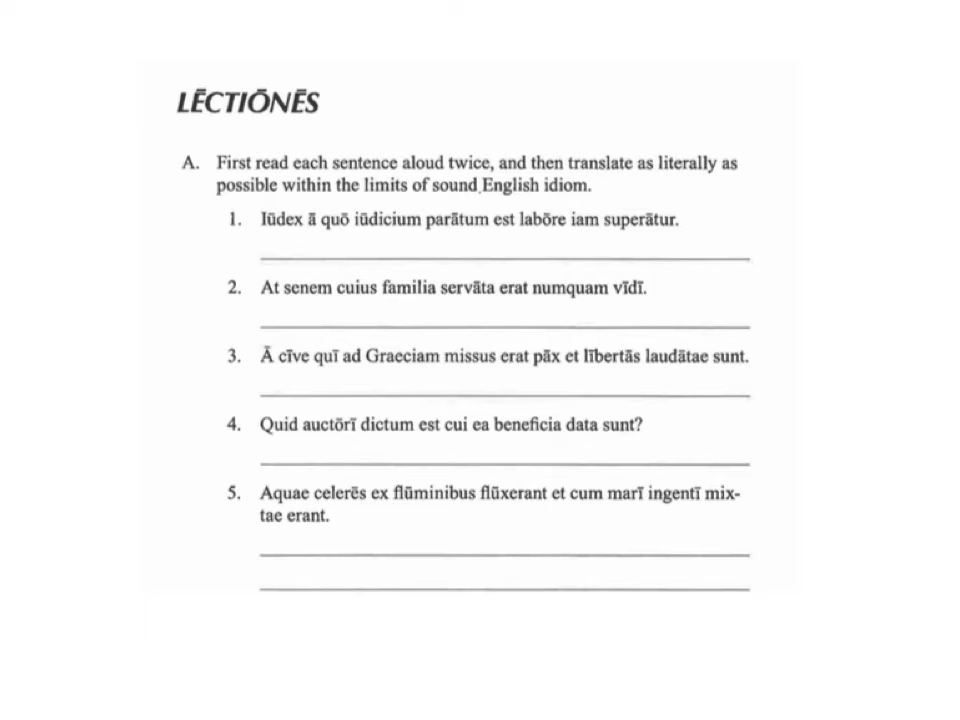 LĒCTIŌNĒS
A. First read each sentence aloud twice, and then translate as literally as
possible within the limits of sound English idiom.
1. Iūdex ā quō iūdicium parātum est labōre iam superātur.
2. At senem cuius familia servāta erat numquam vīdī.
3. Ā cīve quī ad Graeciam missus erat pāx et lībertās laudātae sunt.
4. Quid auctōrī dictum est cui ea beneficia data sunt?
5. Aquae celerēs ex flūminibus flūxerant et cum marī ingentī mix-
tae erant.